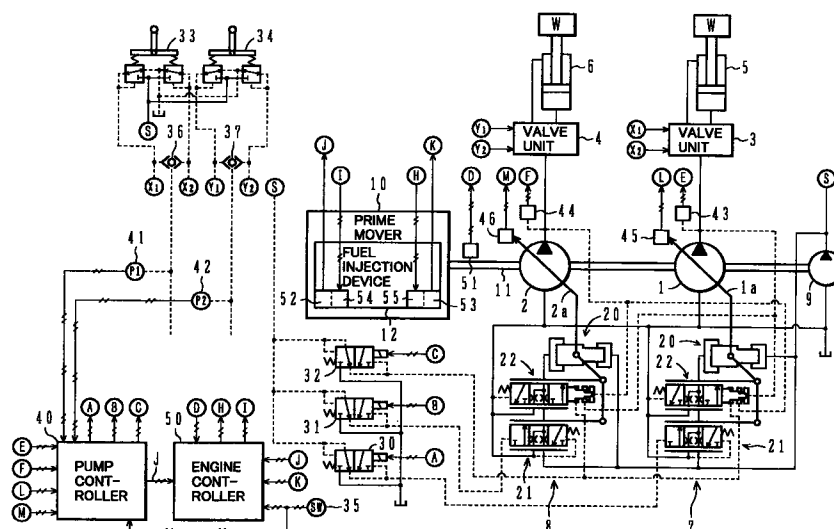 33
34
W
W
6
5
S
36
37
Y1
Y2
VALVE UNIT
4
X1
X2
VALVE UNIT
3
X1
X2
Y1
Y2
S
J
I
H
K
D
M
F
L
E
S
10
PRIME MOVER
FUEL INJECTION DEVICE
46
44
45
43
41
P1
42
P2
52
54
55
53
12
51
11
2
2a
1
1a
9
20
20
32
C
22
22
31
B
30
A
21
21
8
7
40
A
B
C
50
D
H
I
E
F
L
M
PUMP CONT-ROLLER
J
ENGINE CONT-ROLLER
J
K
SW
35